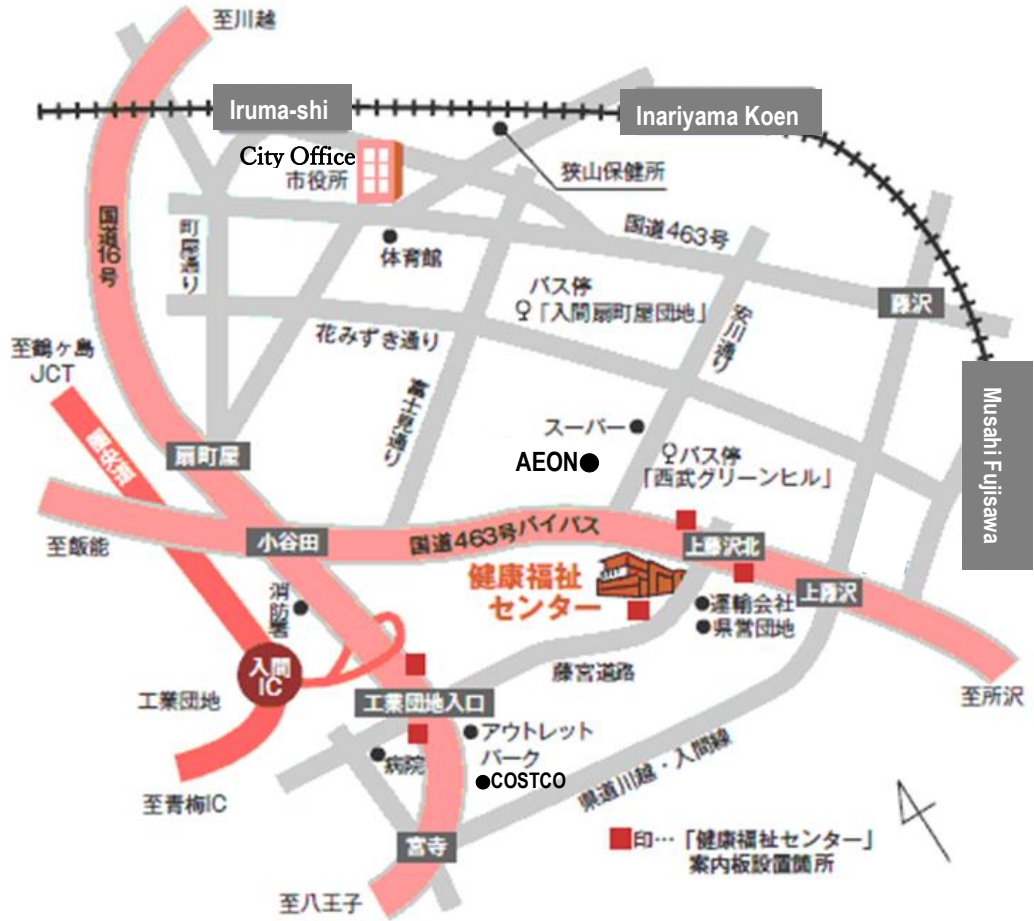 至川越
Iruma-shi
Inariyama Koen
City Office
市役所
狭山保健所
国道16号
町屋通り
体育館
国道463号
バス停
「入間扇町屋団地」
藤沢
花みずき通り
安川通り
至鶴ヶ島
JCT
圏央道
富士見通り
Musahi Fujisawa
スーパー
AEON
バス停
「西武グリーンヒル」
扇町屋
小谷田
国道463号バイパス
上藤沢北
至飯能
健康福祉
センター
上藤沢
消防署
運輸会社
県営団地
入間
IC
藤宮道路
工業団地
工業団地入口
至所沢
アウトレット
パーク
病院
COSTCO
県道川越・入間線
至青梅IC
宮寺
印…「健康福祉センター」
案内板設置箇所
至八王子